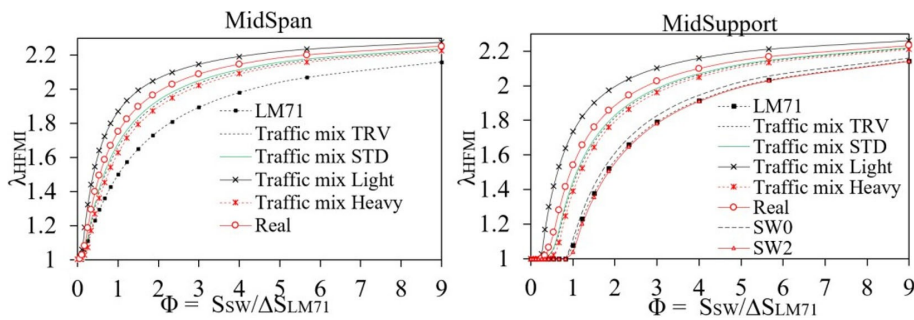 MidSpan
2.2
2
1.8
1.6
1.4
1.2
1
λHFMI
LM71
Traffic mix TRV
Traffic mix STD
Traffic mix Light
Traffic mix Heavy
Real
0 1 2 3 4 5 6 7 8 9
Φ = SSW/ΔSLM71
MidSupport
2.2
2
1.8
1.6
1.4
1.2
1
λHFMI
LM71
Traffic mix TRV
Traffic mix STD
Traffic mix Light
Traffic mix Heavy
Real
SW0
SW2
0 1 2 3 4 5 6 7 8 9
Φ = SSW/ΔSLM71